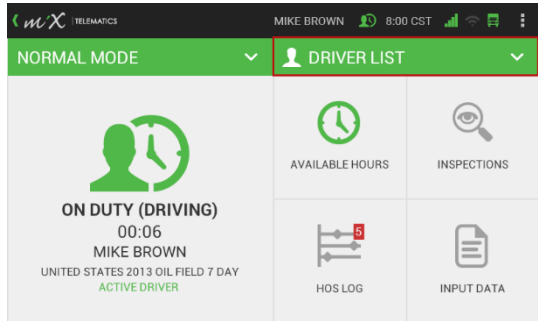 mix TELEMATICS
MIKE BROWN 8:00 CST
NORMAL MODE
DRIVER LIST
ON DUTY (DRIVING)
00:06
MIKE BROWN
UNITED STATES 2013 OIL FIELD 7 DAY
ACTIVE DRIVER
AVAILABLE HOURS
INSPECTIONS
5
HOS LOG
INPUT DATA